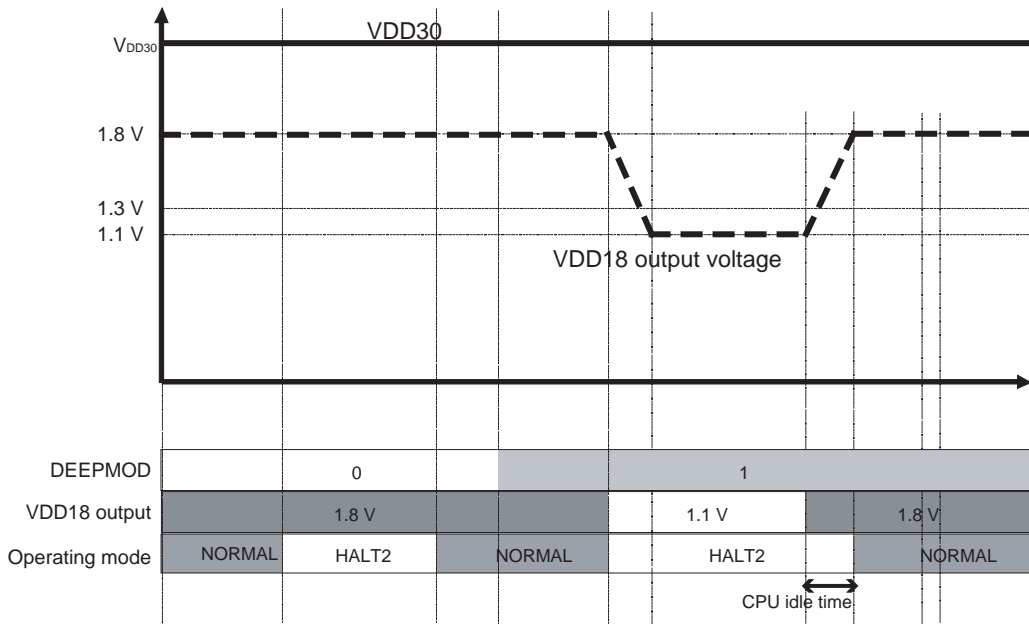 VDD30
VDD30
1.8 V
1.3 V
1.1 V
VDD18 output voltage
DEEPMOD 0 1
VDD18 output 1.8 V 1.1 V 1.8 V
Operating mode NORMAL HALT2 NORMAL HALT2 NORMAL
CPU idle time